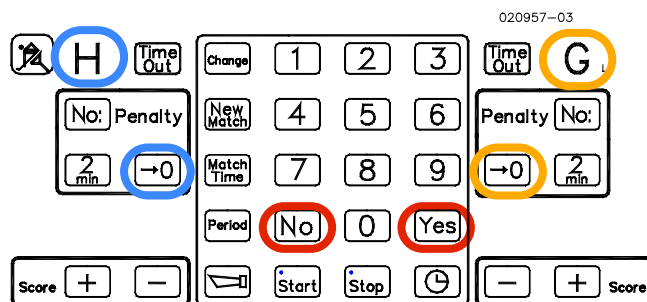 020957-03
H Time Out Change 1 2 3 Time Out G
No: Penalty New Match 4 5 6 Penalty No:
2 min →0 Match Time 7 8 9 →0 2 min
Period No 0 Yes
Score + − Start Stop − + Score